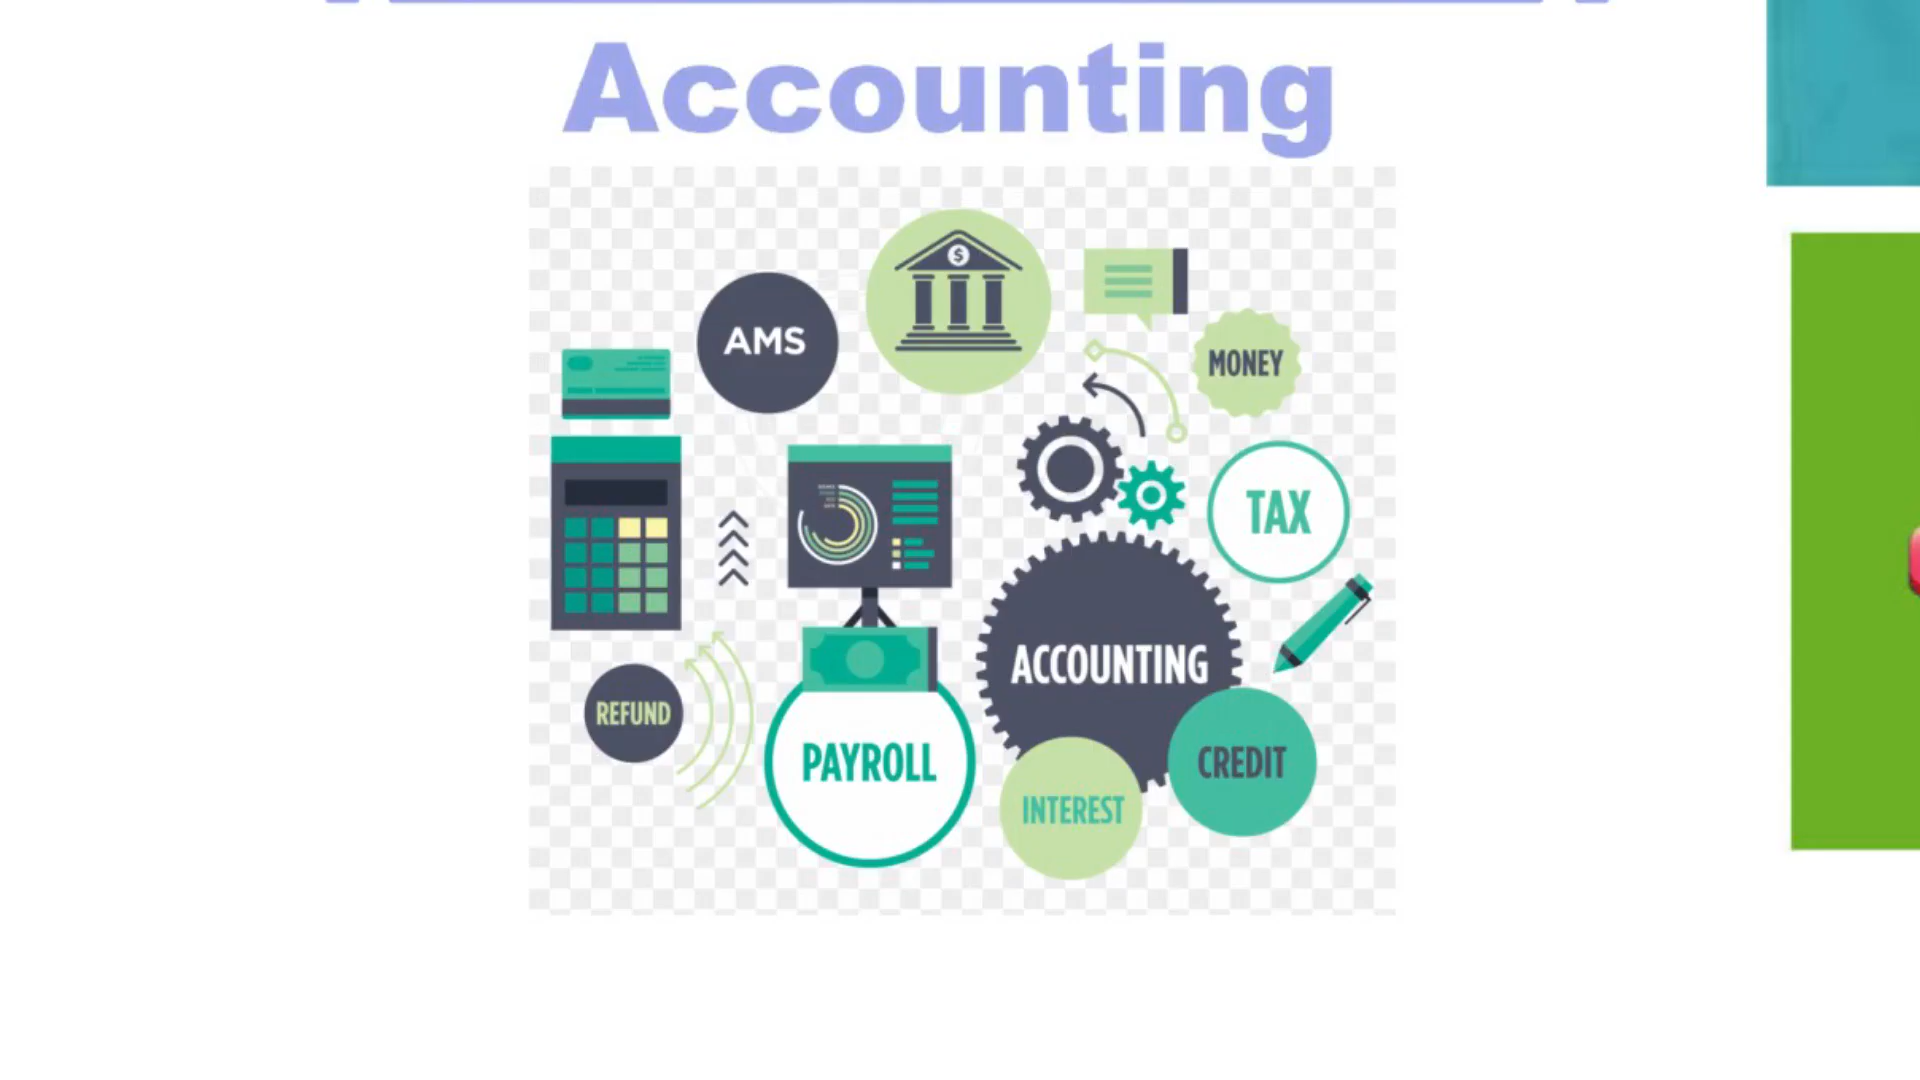 Accounting
AMS
MONEY
TAX
ACCOUNTING
REFUND
PAYROLL
CREDIT
INTEREST